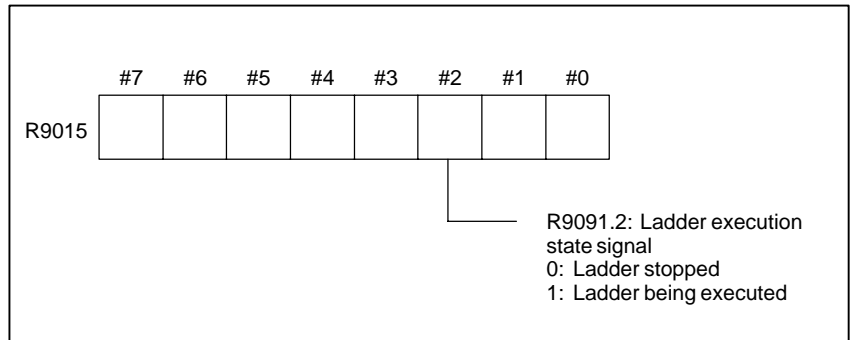 #7 #6 #5 #4 #3 #2 #1 #0
R9015
R9091.2: Ladder execution
state signal
0: Ladder stopped
1: Ladder being executed